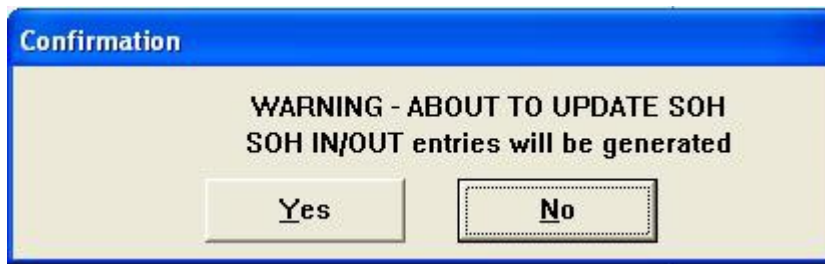 Confirmation
WARNING - ABOUT TO UPDATE SOH
SOH IN/OUT entries will be generated
Yes No